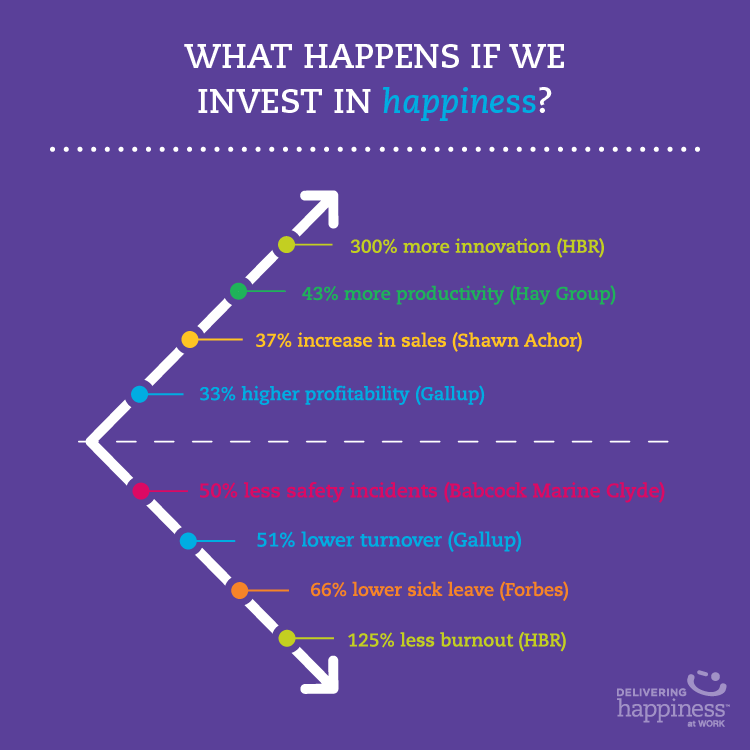 WHAT HAPPENS IF WE
INVEST IN happiness?
300% more innovation (HBR)
43% more productivity (Hay Group)
37% increase in sales (Shawn Achor)
33% higher profitability (Gallup)
50% less safety incidents (Babcock Marine Clyde)
51% lower turnover (Gallup)
66% lower sick leave (Forbes)
125% less burnout (HBR)
DELIVERING
happiness™
at WORK